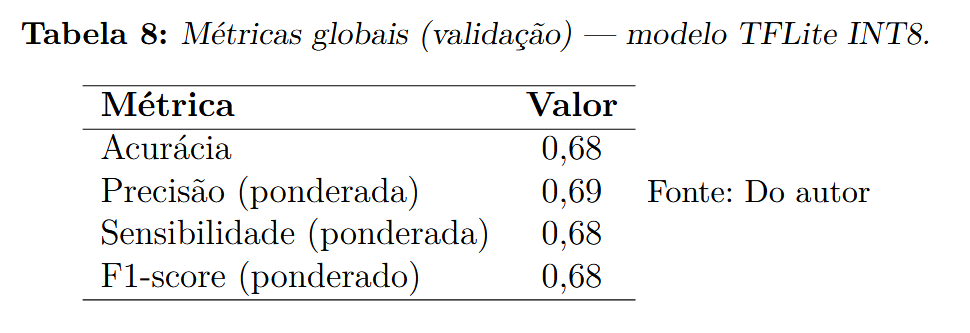 Tabela 8: Métricas globais (validação) — modelo TFLite INT8.
Métrica Valor
Acurácia 0,68
Precisão (ponderada) 0,69 Fonte: Do autor
Sensibilidade (ponderada) 0,68
F1-score (ponderado) 0,68